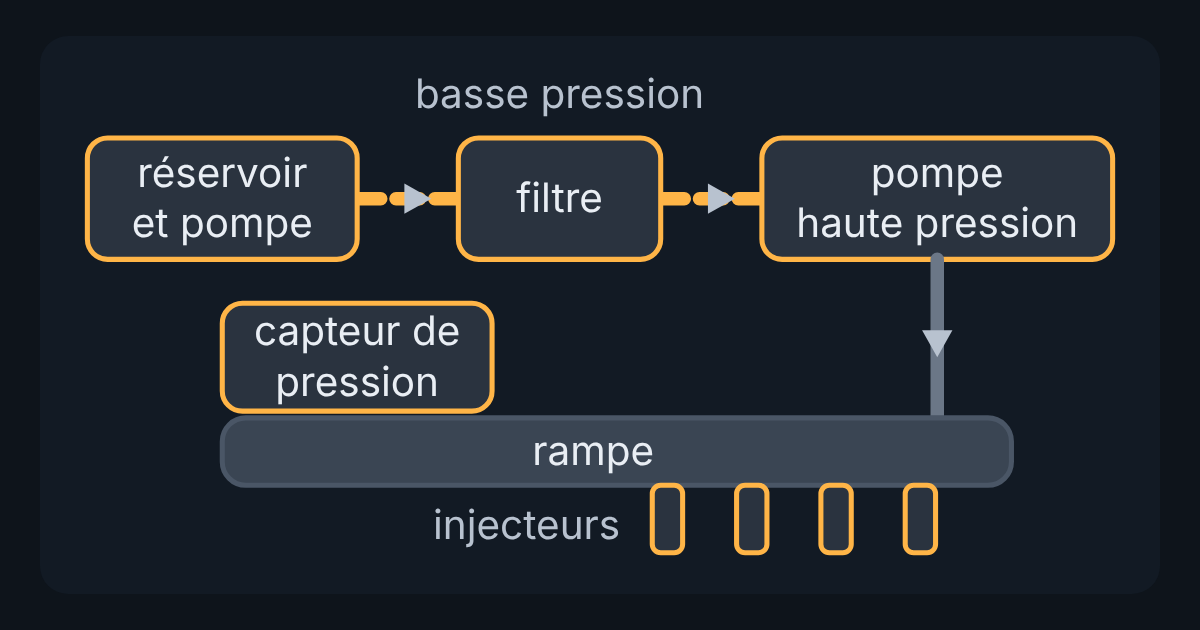 basse pression
réservoir
et pompe
filtre
pompe
haute pression
capteur de
pression
rampe
injecteurs